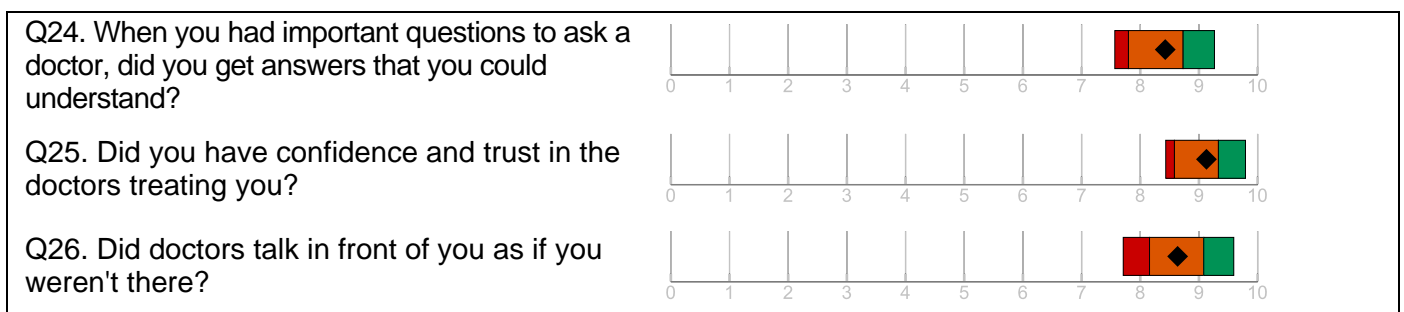 Q24. When you had important questions to ask a
doctor, did you get answers that you could
understand?
0 1 2 3 4 5 6 7 8 9 10
Q25. Did you have confidence and trust in the
doctors treating you?
0 1 2 3 4 5 6 7 8 9 10
Q26. Did doctors talk in front of you as if you
weren't there?
0 1 2 3 4 5 6 7 8 9 10